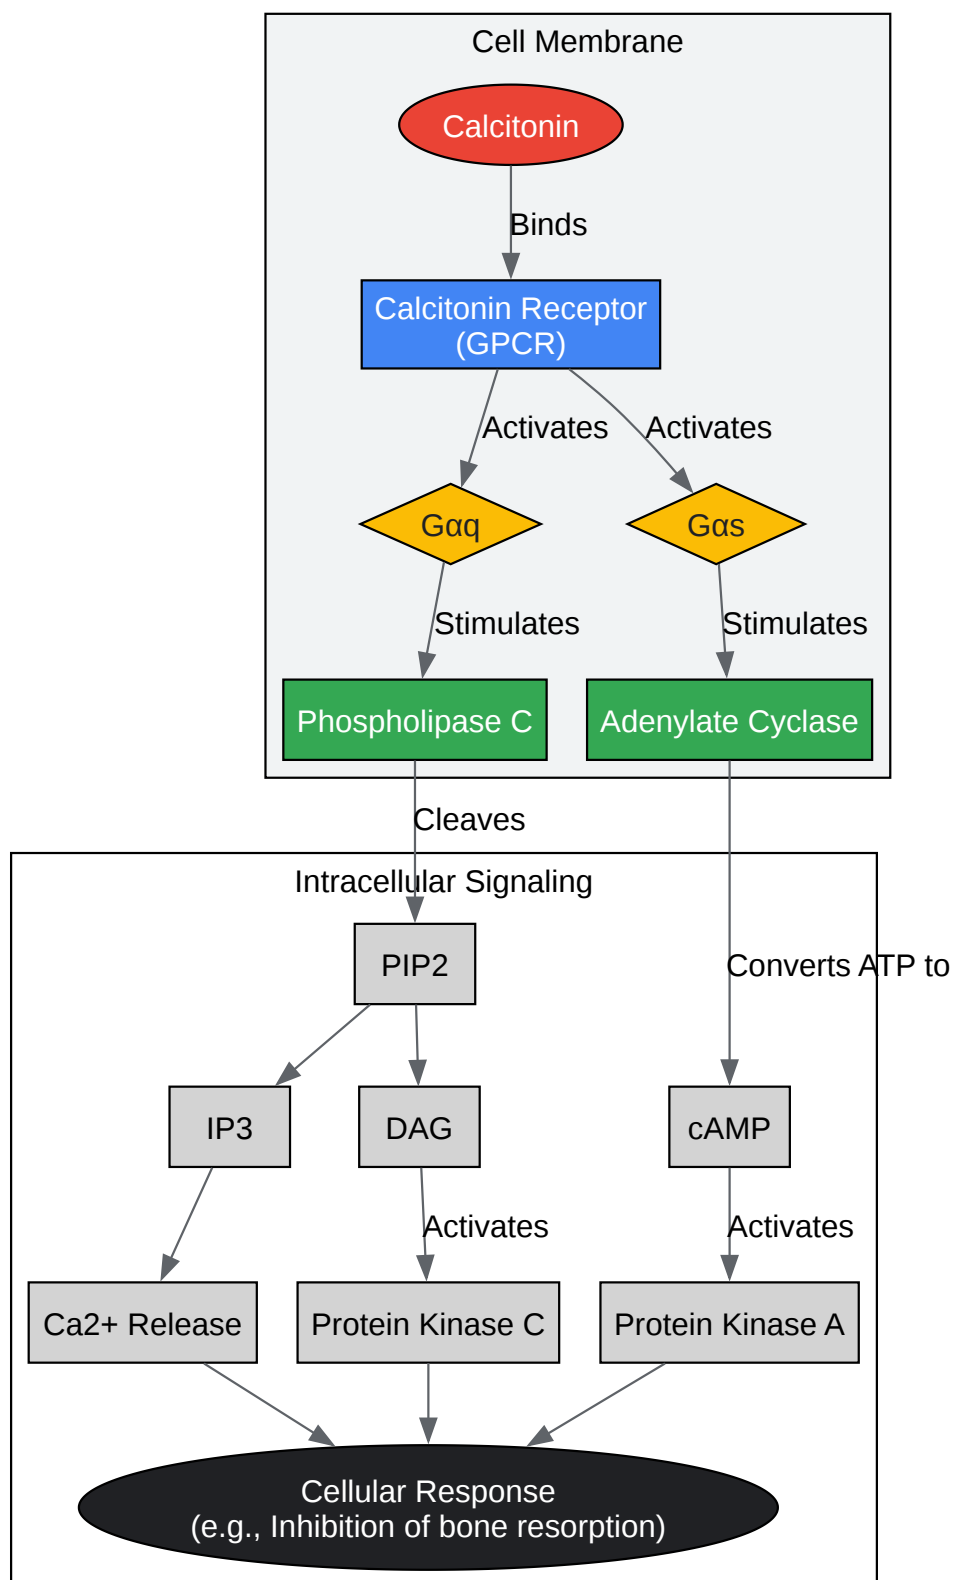 Cell Membrane
Calcitonin
Binds
Calcitonin Receptor
(GPCR)
Activates
Activates
Gαq
Gαs
Stimulates
Stimulates
Phospholipase C
Adenylate Cyclase
Cleaves
Intracellular Signaling
PIP2
Converts ATP to
IP3
DAG
cAMP
Activates
Activates
Ca2+ Release
Protein Kinase C
Protein Kinase A
Cellular Response
(e.g., Inhibition of bone resorption)